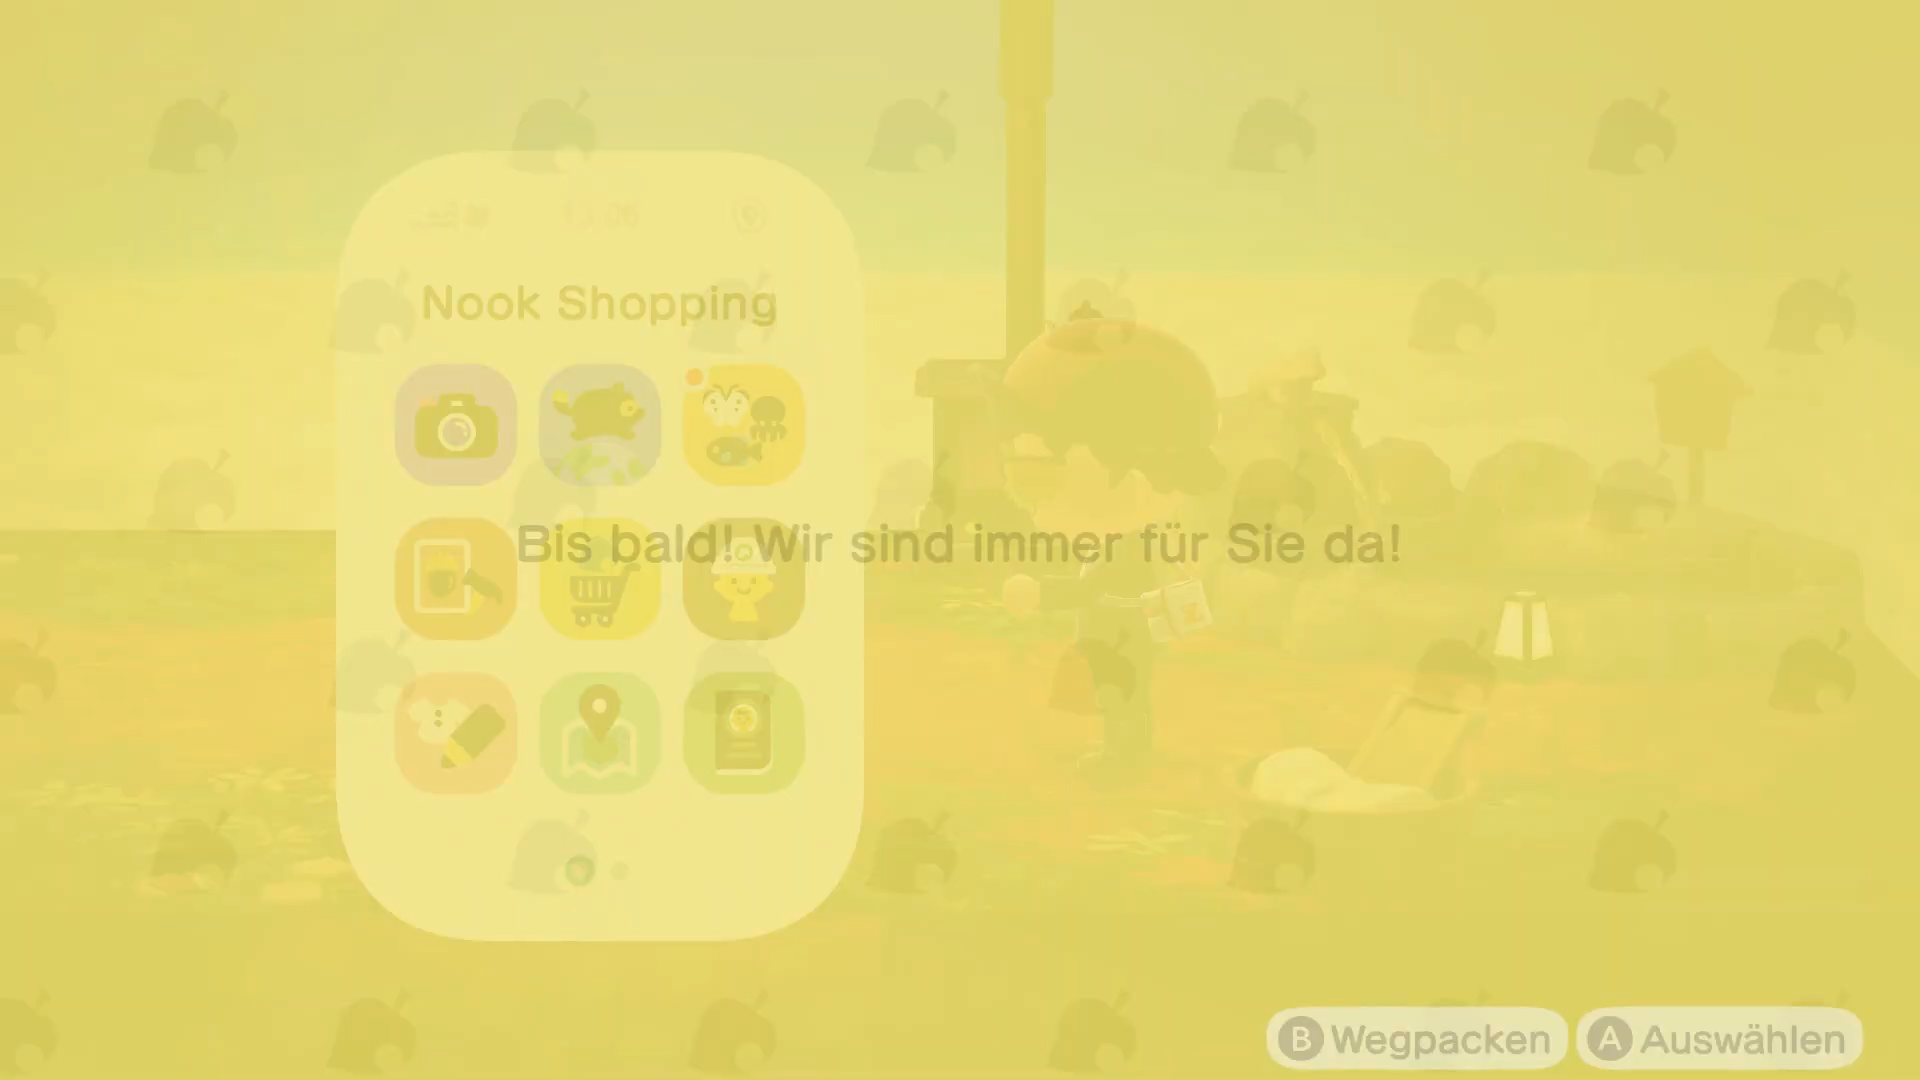 Nook Shopping
Bis bald! Wir sind immer für Sie da!
B Wegpacken A Auswählen